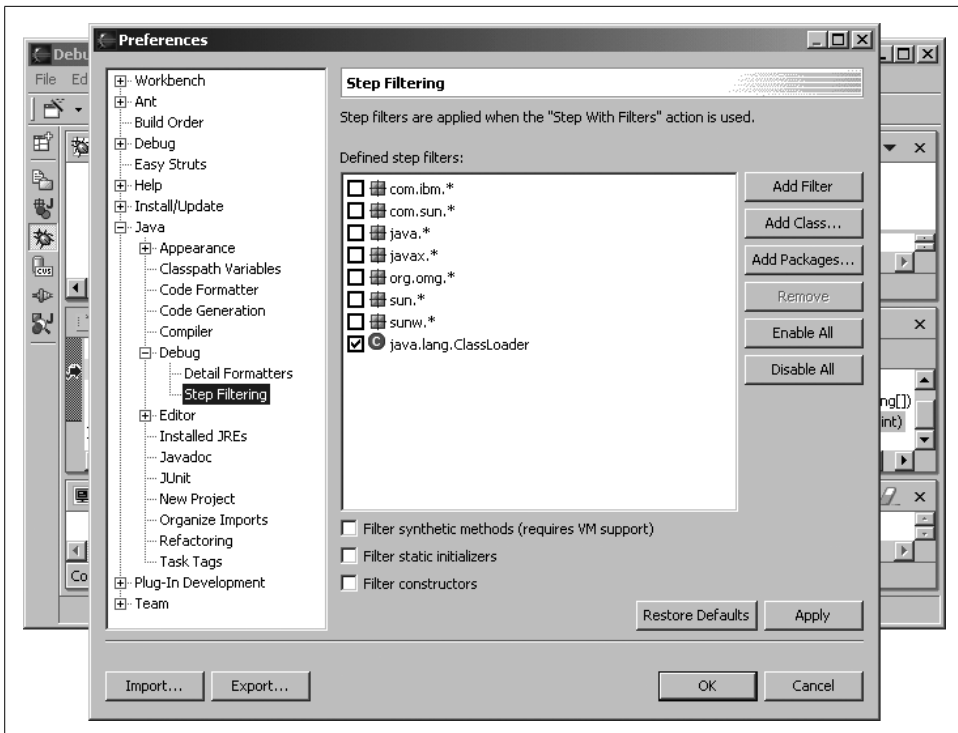 Preferences
Debu
File Ed
Workbench
Ant
Build Order
Debug
Easy Struts
Help
Install/Update
Java
Appearance
Classpath Variables
Code Formatter
Code Generation
Compiler
Debug
Detail Formatters
Step Filtering
Editor
Installed JREs
Javadoc
JUnit
New Project
Organize Imports
Refactoring
Task Tags
Plug-In Development
Team
Step Filtering
Step filters are applied when the "Step With Filters" action is used.
Defined step filters:
com.ibm.*
com.sun.*
java.*
javax.*
org.omg.*
sun.*
sunw.*
C java.lang.ClassLoader
Add Filter
Add Class...
Add Packages...
Remove
Enable All
Disable All
Filter synthetic methods (requires VM support)
Filter static initializers
Filter constructors
Restore Defaults
Apply
Import...
Export...
OK
Cancel
CVS
Co
ng[])
int)